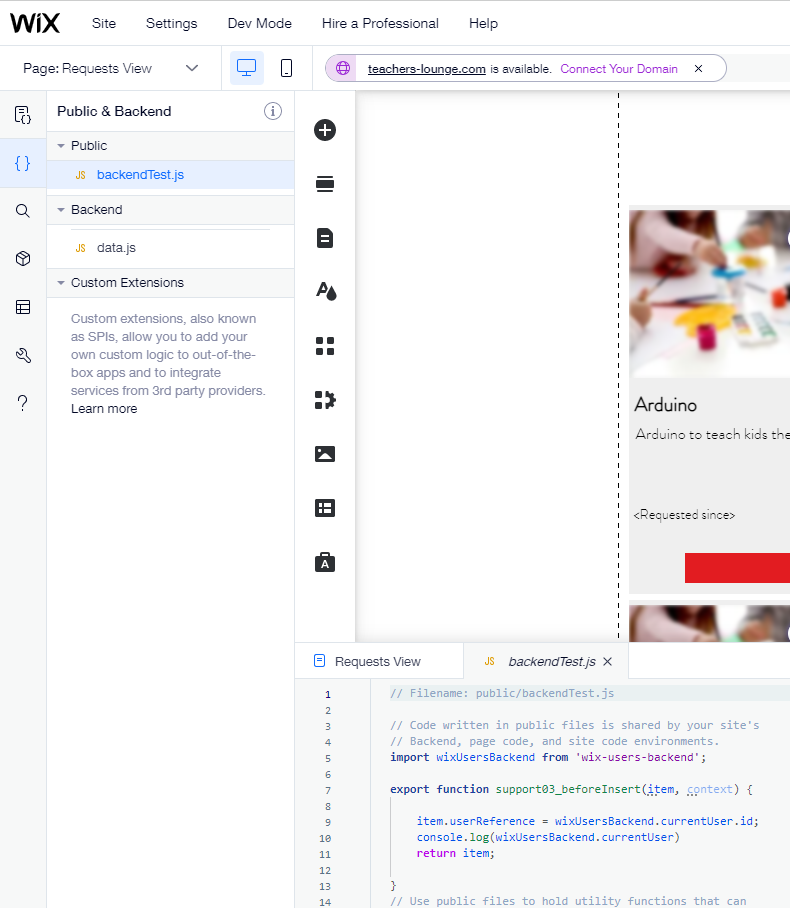 WiX Site Settings Dev Mode Hire a Professional Help
Page: Requests View
teachers-lounge.com is available. Connect Your Domain ×
Public & Backend i
Public
JS backendTest.js
Backend
JS data.js
Custom Extensions
Custom extensions, also known
as SPIs, allow you to add your
own custom logic to out-of-the-
box apps and to integrate
services from 3rd party providers.
Learn more
Arduino
Arduino to teach kids the
<Requested since>
Requests View
JS backendTest.js ×
1 // Filename: public/backendTest.js
2
3 // Code written in public files is shared by your site's
4 // Backend, page code, and site code environments.
5 import wixUsersBackend from 'wix-users-backend';
6
7 export function support03_beforeInsert(item, context) {
8
9 item.userReference = wixUsersBackend.currentUser.id;
10 console.log(wixUsersBackend.currentUser)
11 return item;
12
13 }
14 // Use public files to hold utility functions that can